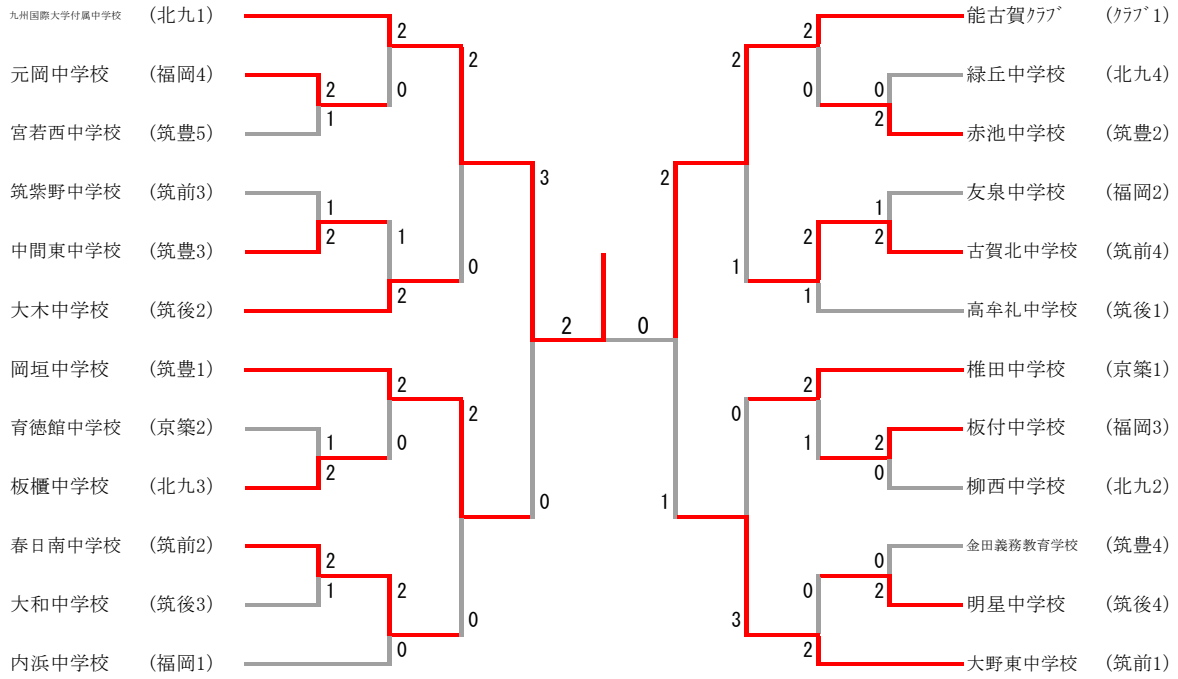 九州国際大学付属中学校 (北九1)
2
2
元岡中学校 (福岡4)
2
0
宮若西中学校 (筑豊5)
1
3
筑紫野中学校 (筑前3)
1
中間東中学校 (筑豊3)
2
1
0
大木中学校 (筑後2)
2
2
岡垣中学校 (筑豊1)
2
2
育徳館中学校 (京築2)
1
0
板櫃中学校 (北九3)
2
0
春日南中学校 (筑前2)
2
2
大和中学校 (筑後3)
1
0
内浜中学校 (福岡1)
0
能古賀ｸﾗﾌﾞ (ｸﾗﾌﾞ1)
2
2
緑丘中学校 (北九4)
0
0
赤池中学校 (筑豊2)
2
2
友泉中学校 (福岡2)
1
古賀北中学校 (筑前4)
2
2
1
高牟礼中学校 (筑後1)
1
0
椎田中学校 (京築1)
2
0
板付中学校 (福岡3)
2
1
柳西中学校 (北九2)
0
1
金田義務教育学校 (筑豊4)
0
明星中学校 (筑後4)
2
0
3
大野東中学校 (筑前1)
2